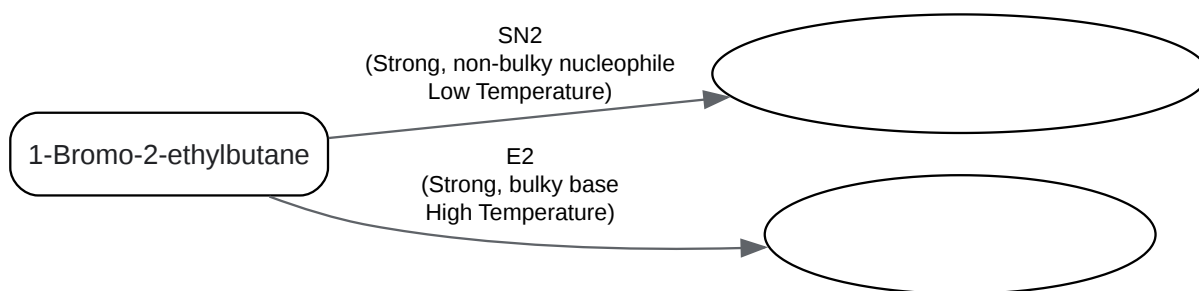 SN2
(Strong, non-bulky nucleophile
Low Temperature)
1-Bromo-2-ethylbutane
E2
(Strong, bulky base
High Temperature)